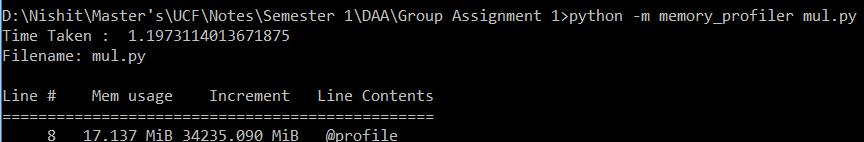 D:\Nishit\Master's\UCF\Notes\Semester 1\DAA\Group Assignment 1>python -m memory_profiler mul.py
Time Taken :  1.1973114013671875
Filename: mul.py
Line #    Mem usage    Increment   Line Contents
================================================
8   17.137 MiB 34235.090 MiB   @profile